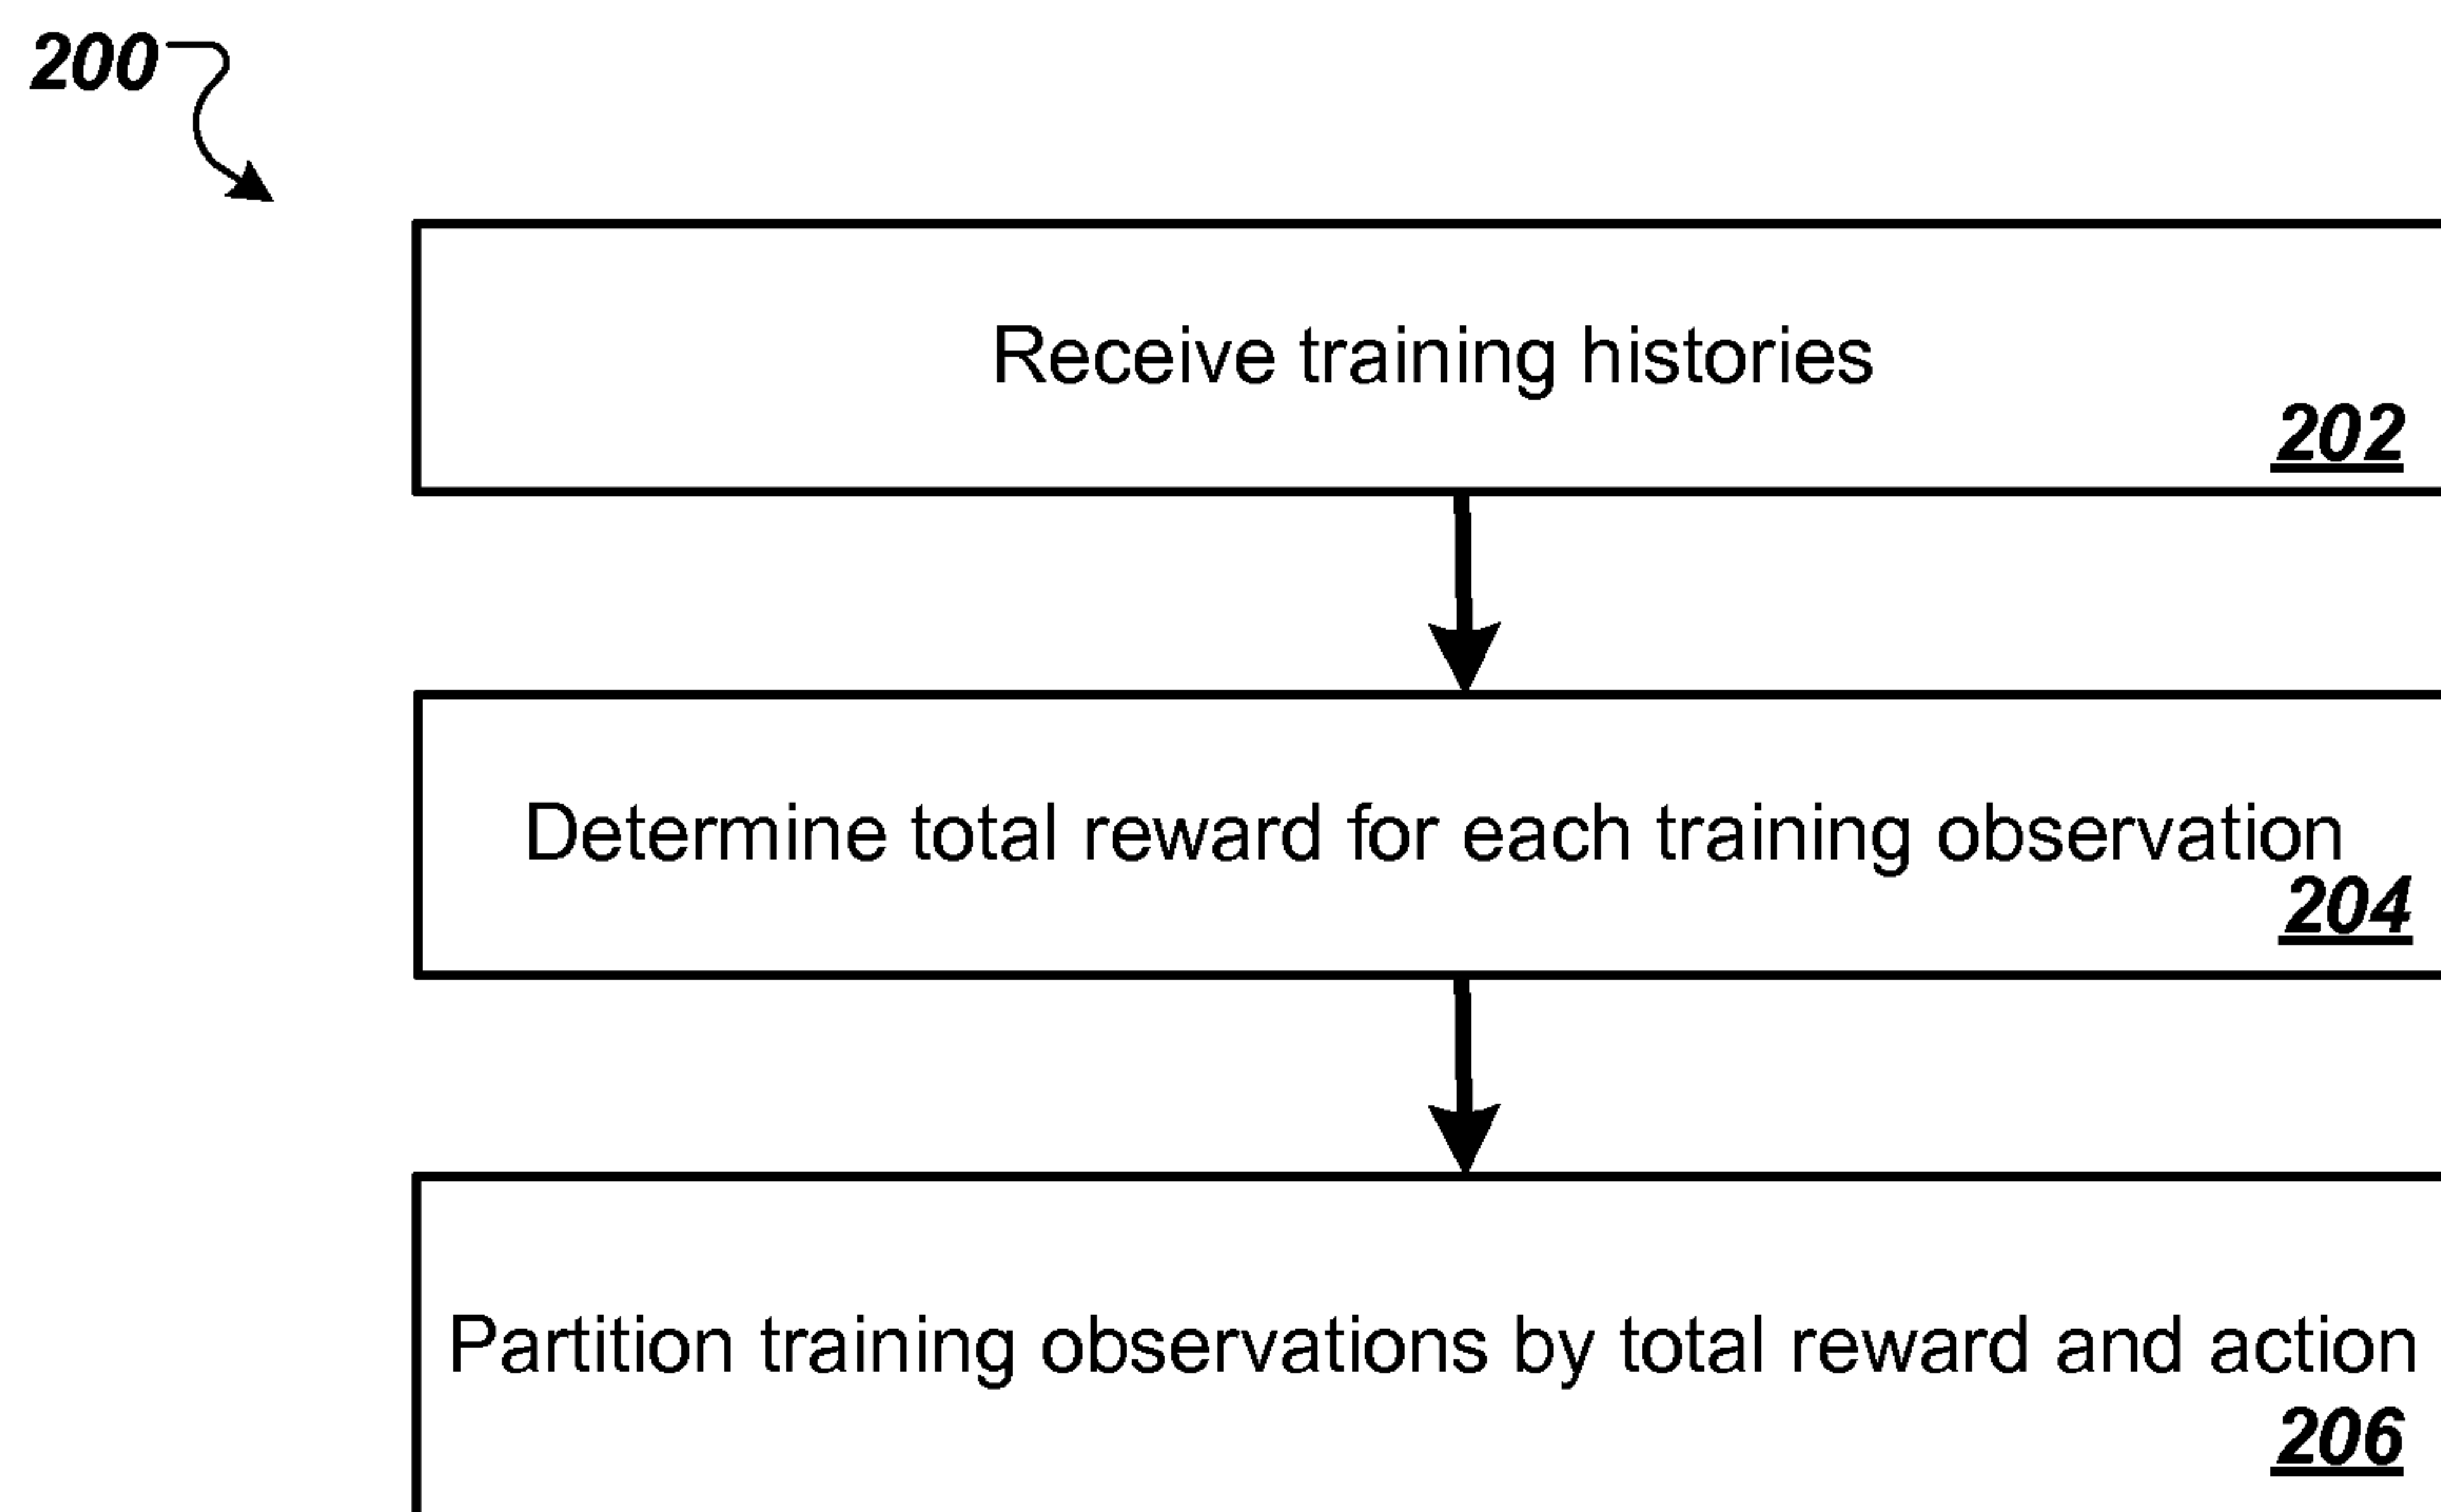 200
Receive training histories
202
Determine total reward for each training observation
204
Partition training observations by total reward and action
206